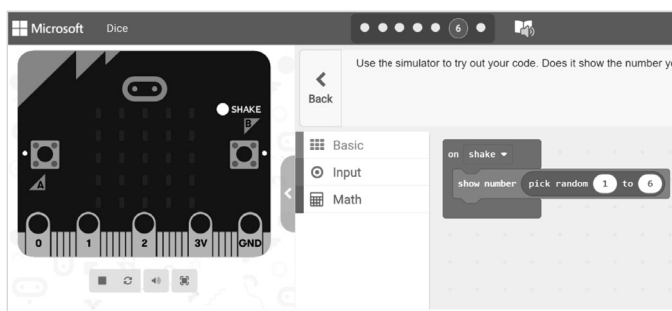 Microsoft Dice 6
Use the simulator to try out your code. Does it show the number
Back
SHAKE
B
A
0 1 2 3V GND
Basic
Input
Math
on shake
show number pick random 1 to 6